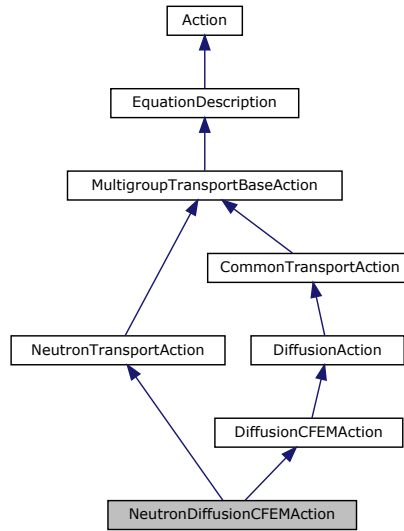 Action
EquationDescription
MultigroupTransportBaseAction
CommonTransportAction
NeutronTransportAction
DiffusionAction
DiffusionCFEMAction
NeutronDiffusionCFEMAction